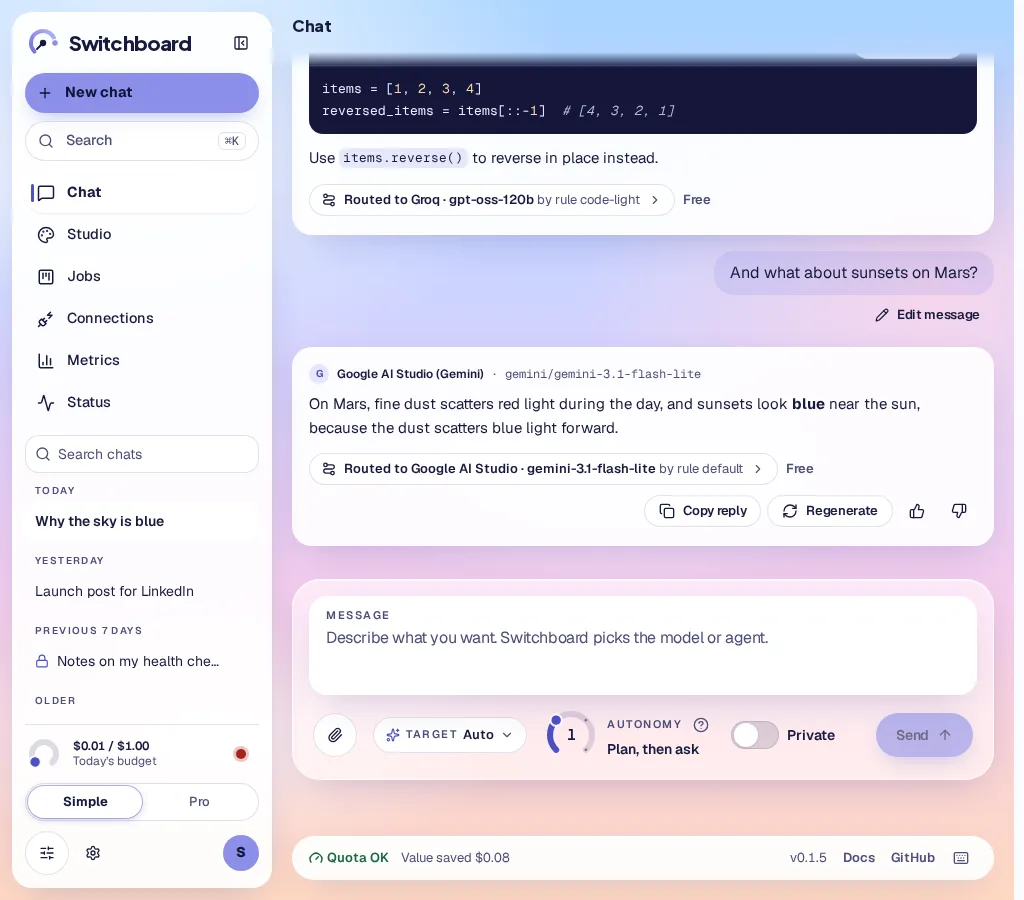 Switchboard
New chat
Search ⌘K
Chat
Studio
Jobs
Connections
Metrics
Status
Search chats
TODAY
Why the sky is blue
YESTERDAY
Launch post for LinkedIn
PREVIOUS 7 DAYS
Notes on my health che…
OLDER
$0.01 / $1.00
Today's budget
Simple Pro
S
Chat
items = [1, 2, 3, 4]
reversed_items = items[::-1]  # [4, 3, 2, 1]
Use items.reverse() to reverse in place instead.
Routed to Groq · gpt-oss-120b by rule code-light Free
And what about sunsets on Mars?
Edit message
G Google AI Studio (Gemini) · gemini/gemini-3.1-flash-lite
On Mars, fine dust scatters red light during the day, and sunsets look blue near the sun,
because the dust scatters blue light forward.
Routed to Google AI Studio · gemini-3.1-flash-lite by rule default Free
Copy reply Regenerate
MESSAGE
Describe what you want. Switchboard picks the model or agent.
TARGET Auto 1 AUTONOMY Private Send
Plan, then ask
Quota OK Value saved $0.08 v0.1.5 Docs GitHub